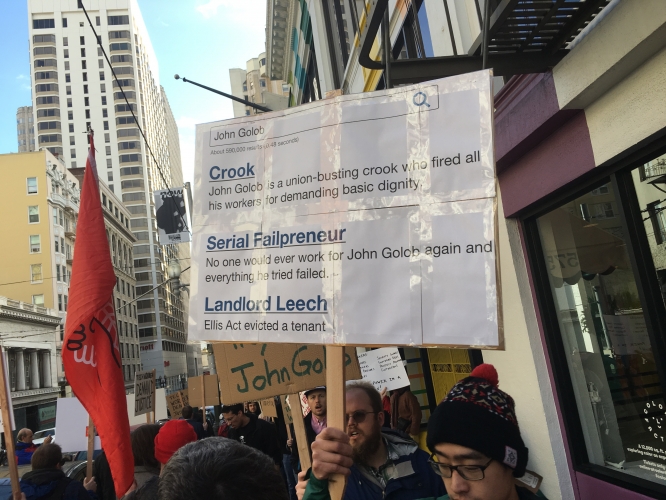 John Golob
About 590,000 results
48 seconds)
Crook
John Golob is a union-busting crook who fired all
his workers for demanding basic dignity.
Serial Failpreneur
No one would ever work for John Golob again and
everything he tried failed.
Landlord Leech
Ellis Act evicted a tenant
John Golo